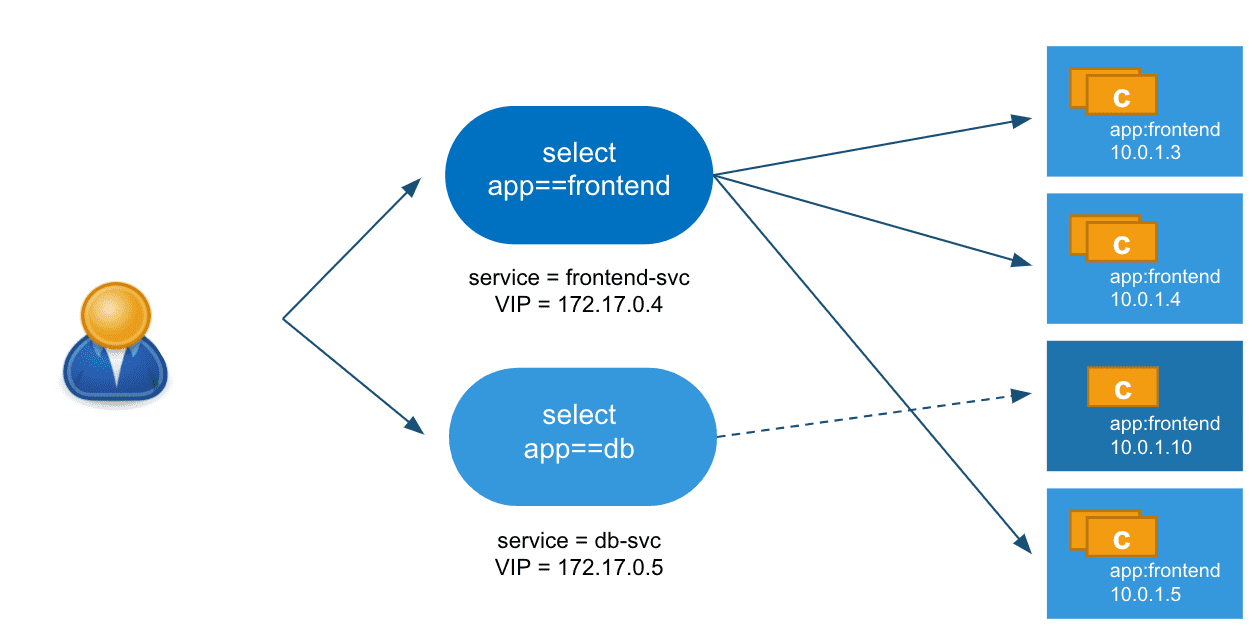 select
app==frontend
service = frontend-svc
VIP = 172.17.0.4
select
app==db
service = db-svc
VIP = 172.17.0.5
c
app:frontend
10.0.1.3
c
app:frontend
10.0.1.4
c
app:frontend
10.0.1.10
c
app:frontend
10.0.1.5